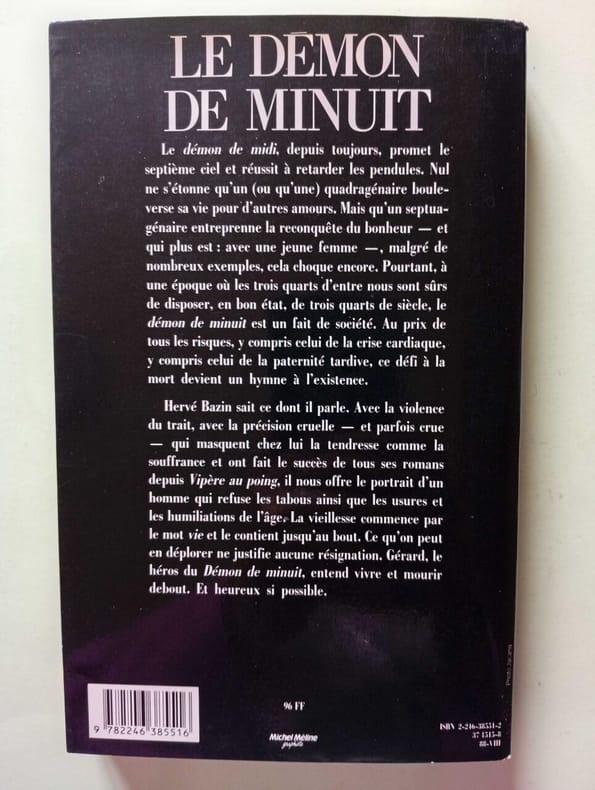 LE DÉMON
DE MINUIT
Le démon de midi, depuis toujours, promet le
septième ciel et réussit à retarder les pendules. Nul
ne s'étonne qu'un (ou qu'une) quadragénaire boule-
verse sa vie pour d'autres amours. Mais qu'un septua-
génaire entreprenne la reconquête du bonheur — et
qui plus est : avec une jeune femme —, malgré de
nombreux exemples, cela choque encore. Pourtant, à
une époque où les trois quarts d'entre nous sont sûrs
de disposer, en bon état, de trois quarts de siècle, le
démon de minuit est un fait de société. Au prix de
tous les risques, y compris celui de la crise cardiaque,
y compris celui de la paternité tardive, ce défi à la
mort devient un hymne à l'existence.
Hervé Bazin sait ce dont il parle. Avec la violence
du trait, avec la précision cruelle — et parfois crue
— qui masquent chez lui la tendresse comme la
souffrance et ont fait le succès de tous ses romans
depuis Vipère au poing, il nous offre le portrait d'un
homme qui refuse les tabous ainsi que les usures et
les humiliations de l'âge. La vieillesse commence par
le mot vie et le contient jusqu'au bout. Ce qu'on peut
en déplorer ne justifie aucune résignation. Gérard, le
héros du Démon de minuit, entend vivre et mourir
debout. Et heureux si possible.
Photo Jacana
96 FF
9 782246 385516
Michel Méline
graphiste
ISBN 2-246-38551-2
37 1515-8
88-VIII